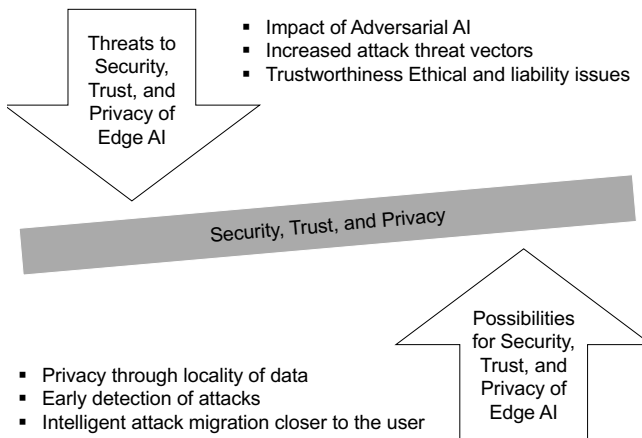 Threats to
Security,
Trust, and
Privacy of
Edge AI
▪ Impact of Adversarial AI
▪ Increased attack threat vectors
▪ Trustworthiness Ethical and liability issues
Security, Trust, and Privacy
Possibilities
for Security,
Trust, and
Privacy of
Edge AI
▪ Privacy through locality of data
▪ Early detection of attacks
▪ Intelligent attack migration closer to the user